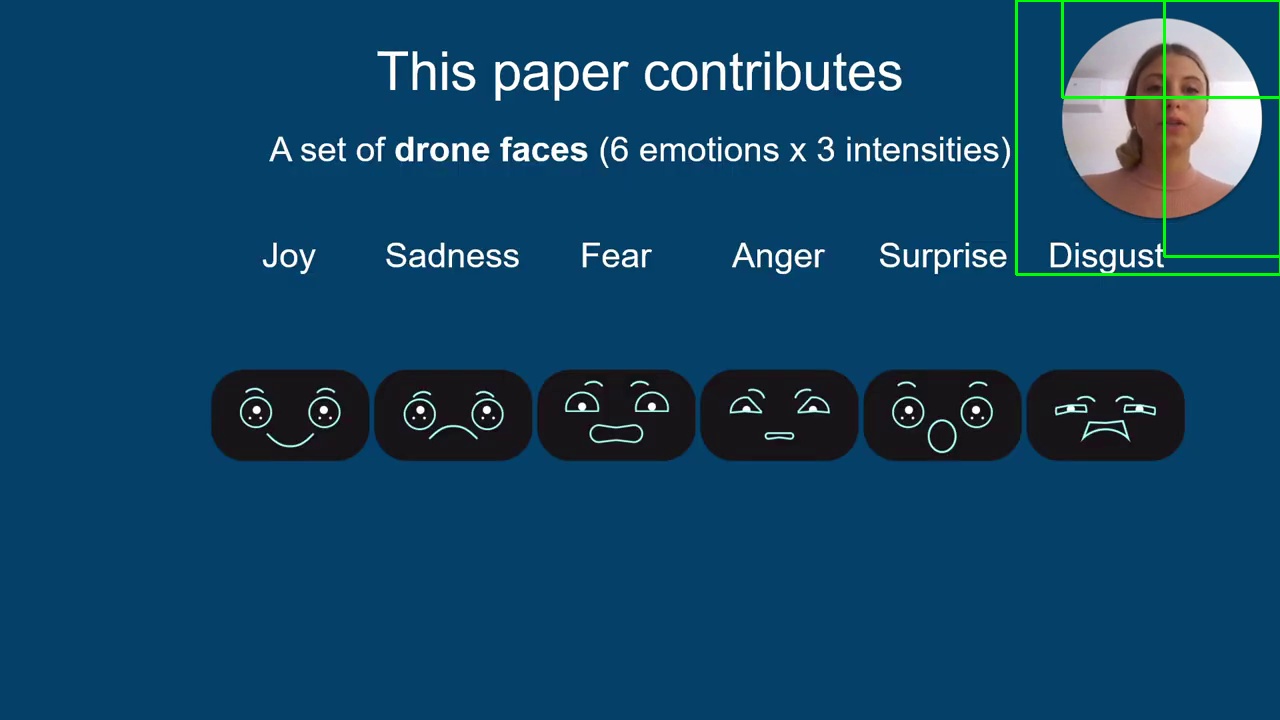 This paper contributes
A set of drone faces (6 emotions x 3 intensities)
Joy Sadness Fear Anger Surprise Disgust